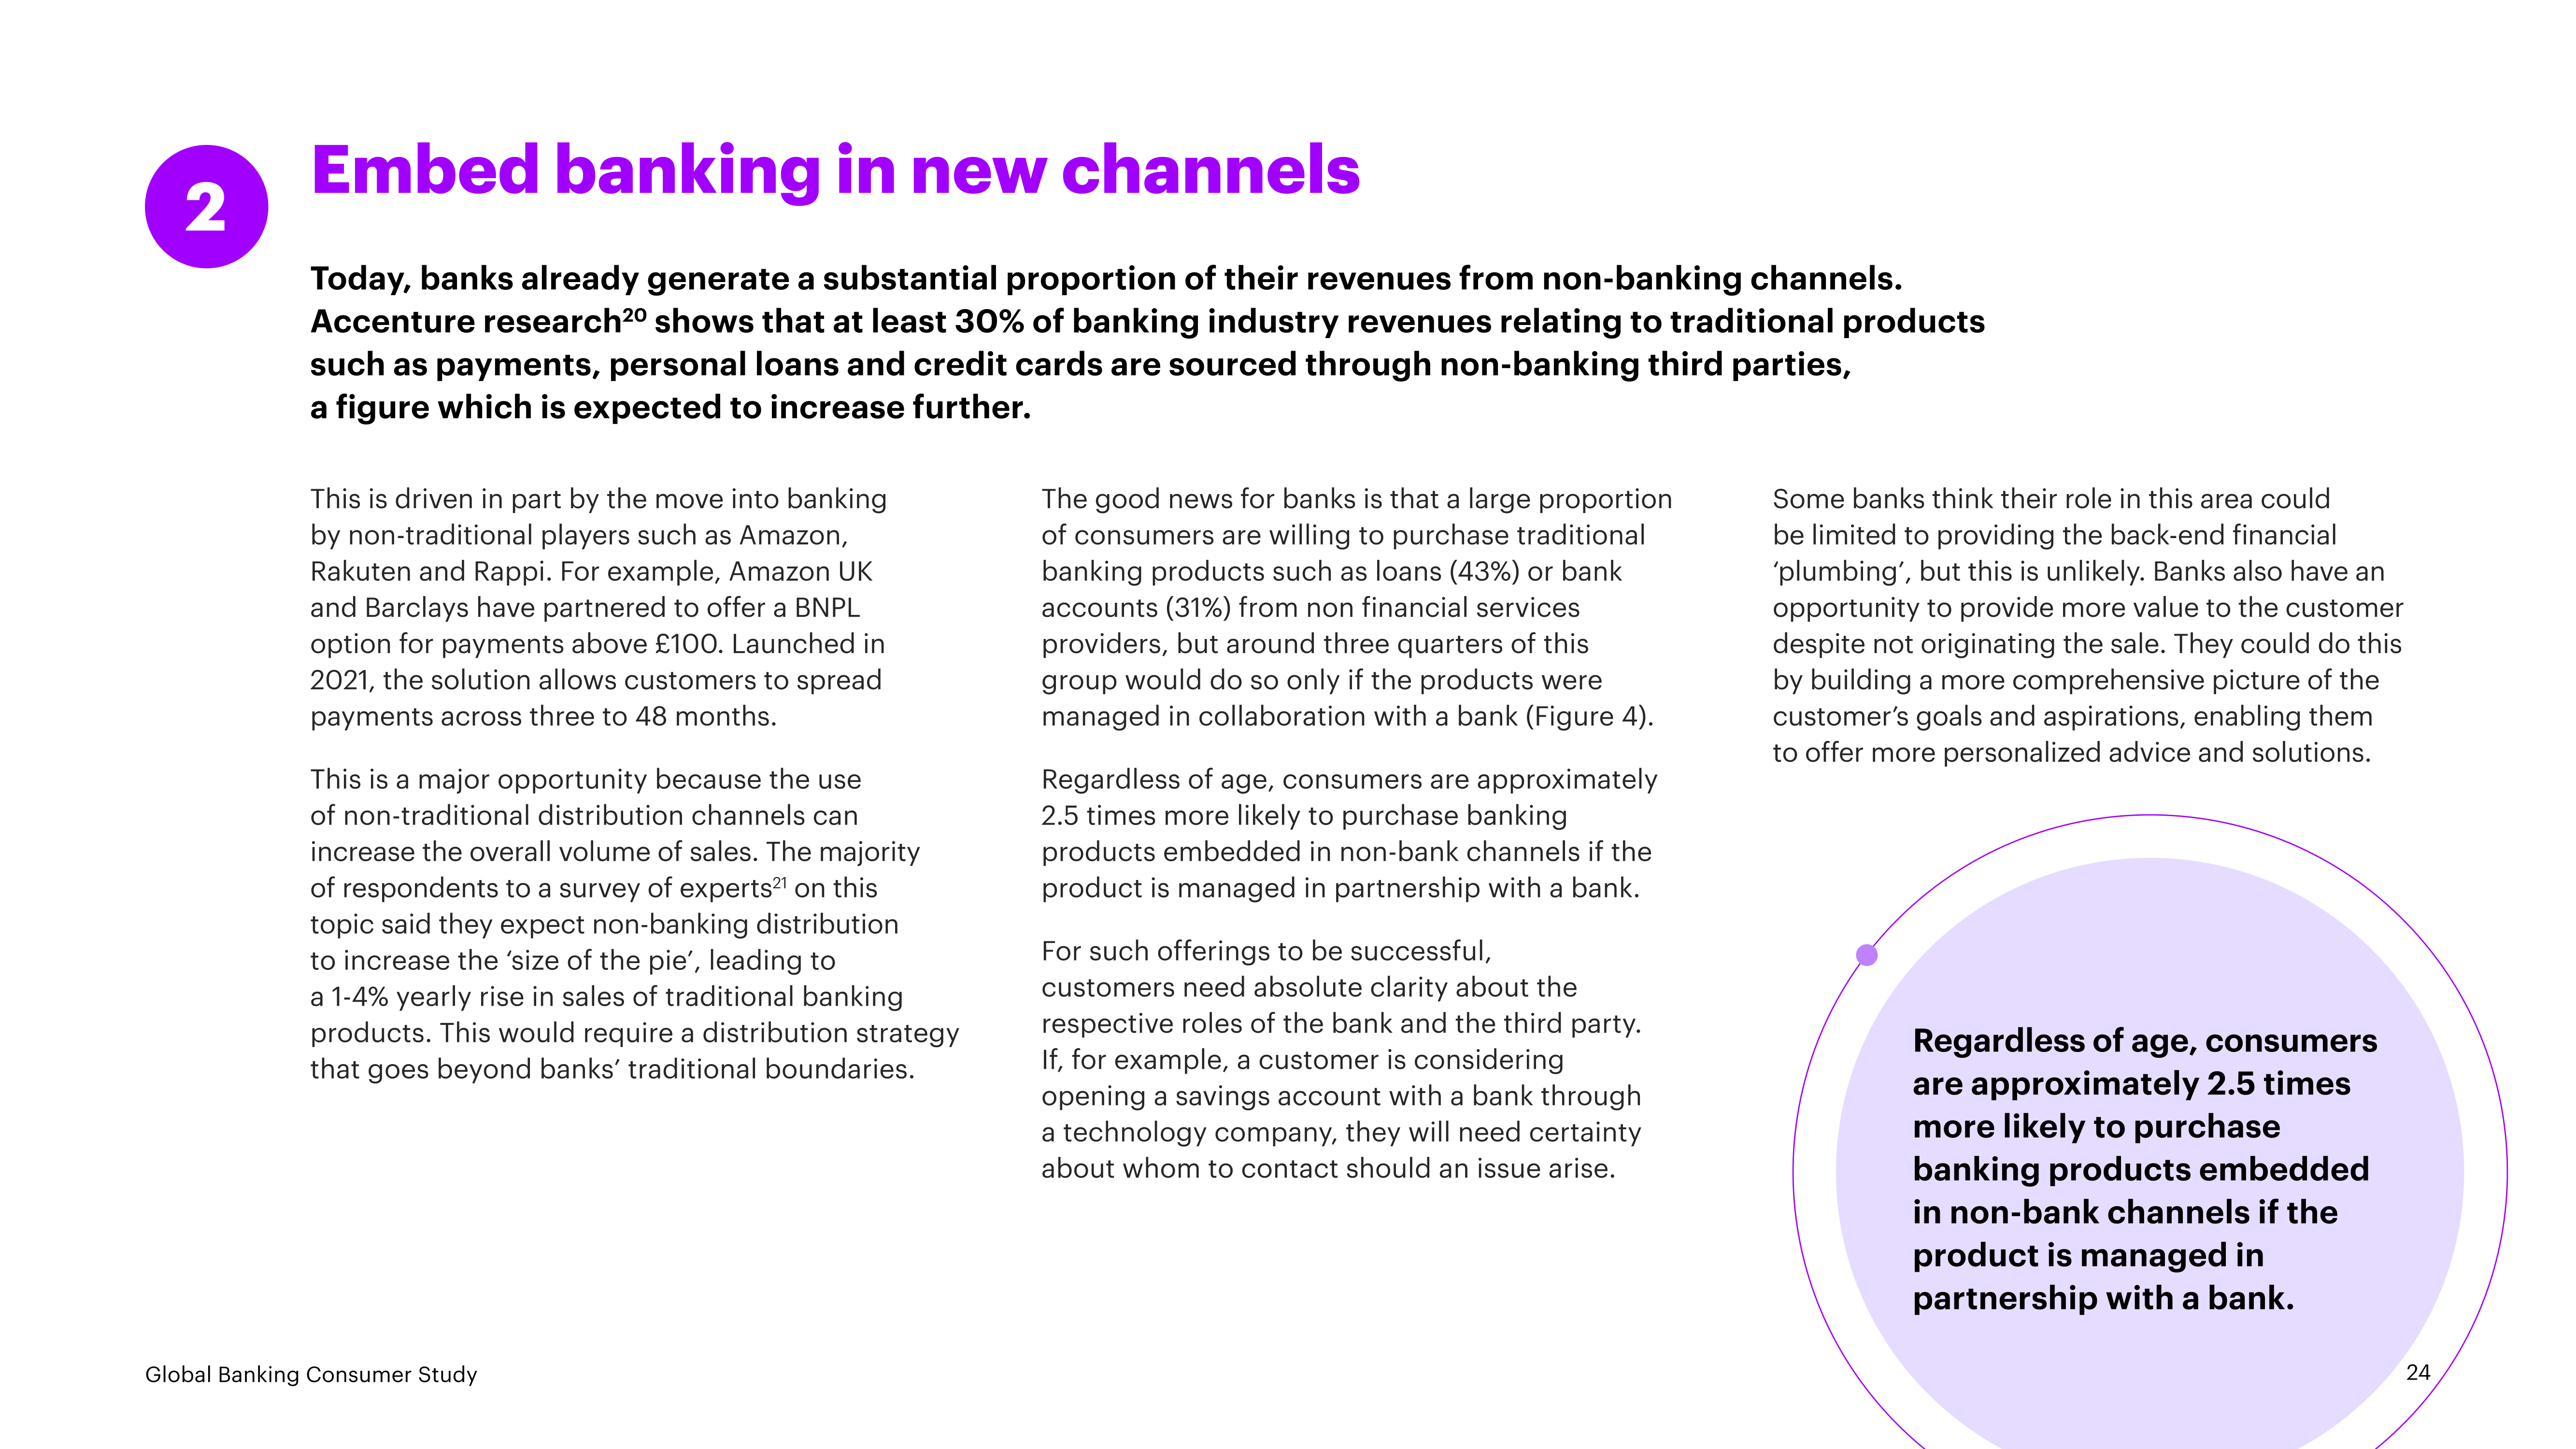 2
Embed banking in new channels
Today, banks already generate a substantial proportion of their revenues from non-banking channels.
Accenture research20 shows that at least 30% of banking industry revenues relating to traditional products
such as payments, personal loans and credit cards are sourced through non-banking third parties,
a figure which is expected to increase further.
This is driven in part by the move into banking
by non-traditional players such as Amazon,
Rakuten and Rappi. For example, Amazon UK
and Barclays have partnered to offer a BNPL
option for payments above £100. Launched in
2021, the solution allows customers to spread
payments across three to 48 months.
This is a major opportunity because the use
of non-traditional distribution channels can
increase the overall volume of sales. The majority
of respondents to a survey of experts21 on this
topic said they expect non-banking distribution
to increase the ‘size of the pie’, leading to
a 1-4% yearly rise in sales of traditional banking
products. This would require a distribution strategy
that goes beyond banks’ traditional boundaries.
The good news for banks is that a large proportion
of consumers are willing to purchase traditional
banking products such as loans (43%) or bank
accounts (31%) from non financial services
providers, but around three quarters of this
group would do so only if the products were
managed in collaboration with a bank (Figure 4).
Regardless of age, consumers are approximately
2.5 times more likely to purchase banking
products embedded in non-bank channels if the
product is managed in partnership with a bank.
For such offerings to be successful,
customers need absolute clarity about the
respective roles of the bank and the third party.
If, for example, a customer is considering
opening a savings account with a bank through
a technology company, they will need certainty
about whom to contact should an issue arise.
Some banks think their role in this area could
be limited to providing the back-end financial
‘plumbing’, but this is unlikely. Banks also have an
opportunity to provide more value to the customer
despite not originating the sale. They could do this
by building a more comprehensive picture of the
customer’s goals and aspirations, enabling them
to offer more personalized advice and solutions.
Regardless of age, consumers
are approximately 2.5 times
more likely to purchase
banking products embedded
in non-bank channels if the
product is managed in
partnership with a bank.
Global Banking Consumer Study
24